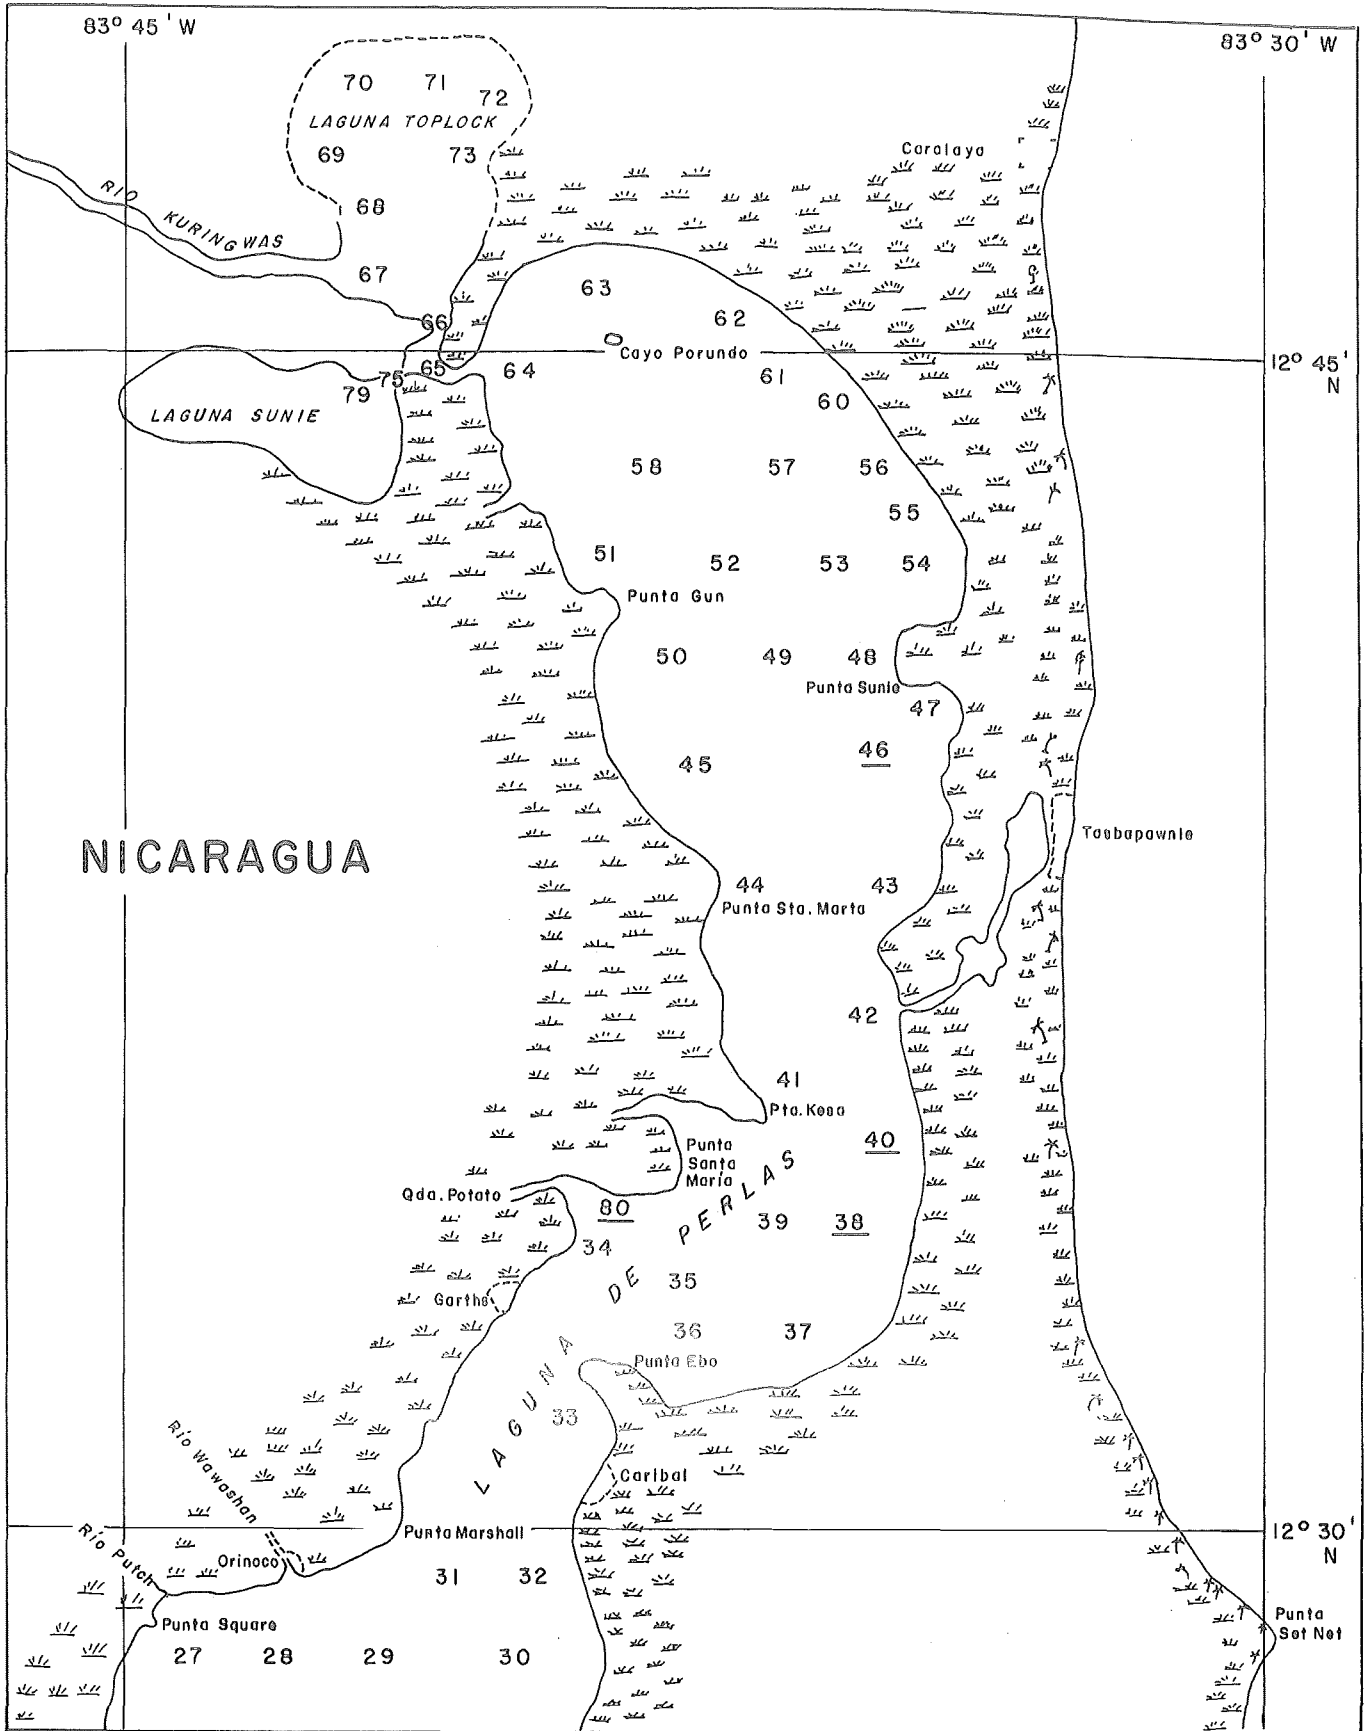 83° 45' W
83° 30' W
70 71 72
LAGUNA TOPLOCK
69 73
Caralaya
RIO KURINGWAS
68
67
63
62
66
Cayo Porundo
12° 45' N
65
64
61
75
79
60
LAGUNA SUNIE
58 57 56
55
51 52 53 54
Punta Gun
50 49 48
Punta Sunie
47
46
45
Tasbapawnie
NICARAGUA
44 43
Punta Sta. Marta
42
41
Pta. Kesa
40
Punta
Santa
María
Qda. Potato
80
39 38
34
35
Garths
36 37
Punta Ebo
33
LAGUNA DE PERLAS
Río Wawashan
Caribal
Punta Marshall
12° 30' N
Río Putch
Orinoco
31 32
Punta Square
27 28 29 30
Punta
Set Net